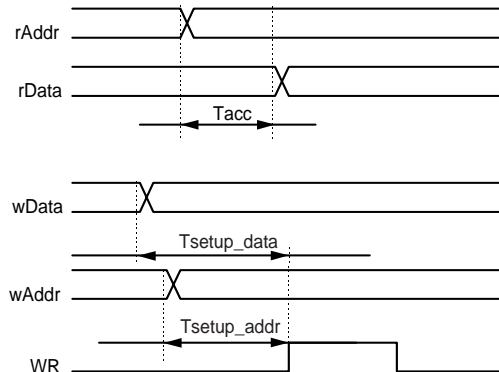 rAddr
rData
Tacc
wData
Tsetup_data
wAddr
Tsetup_addr
WR